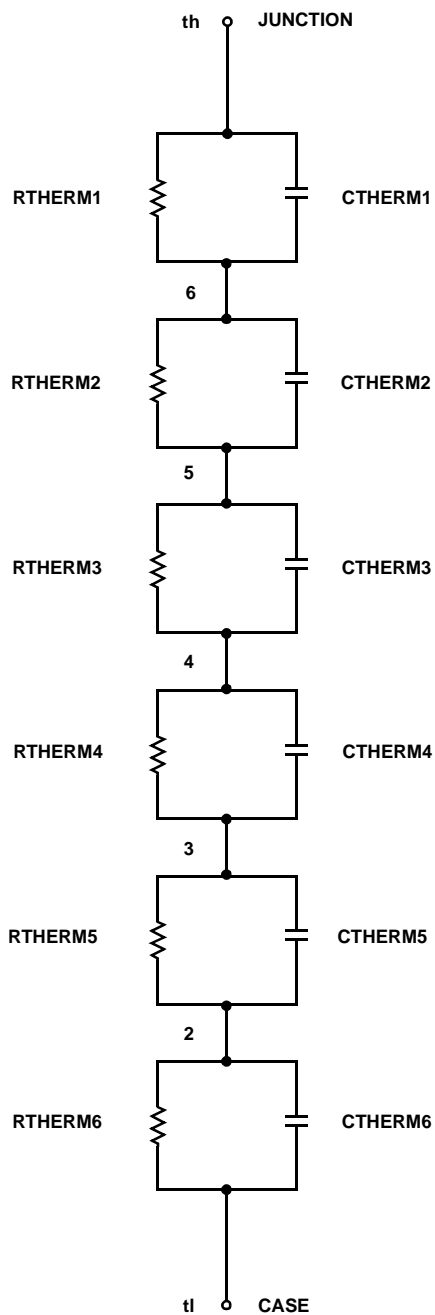 th JUNCTION
RTHERM1 CTHERM1
6
RTHERM2 CTHERM2
5
RTHERM3 CTHERM3
4
RTHERM4 CTHERM4
3
RTHERM5 CTHERM5
2
RTHERM6 CTHERM6
tl CASE